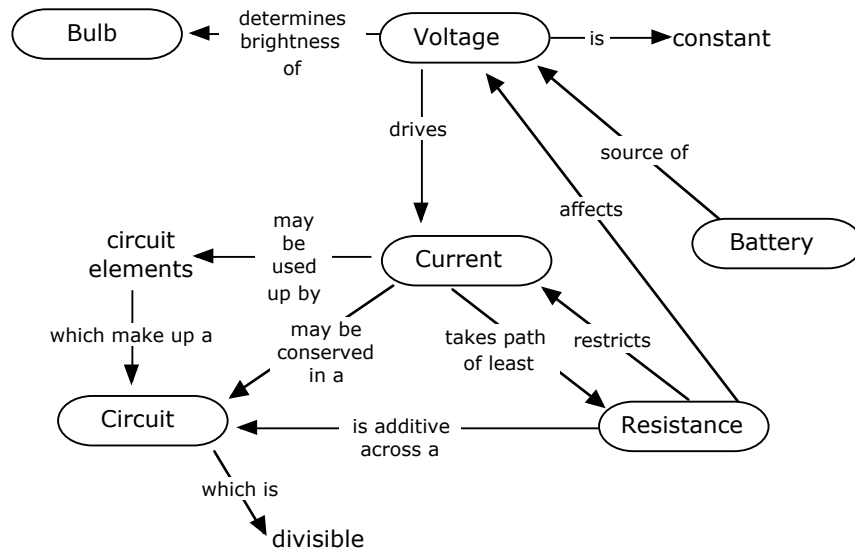 Bulb
determines
brightness
of
Voltage
is
constant
drives
source of
affects
Battery
circuit
elements
may
be
used
up by
Current
which make up a
may be
conserved
in a
takes path
of least
restricts
Circuit
is additive
across a
Resistance
which is
divisible